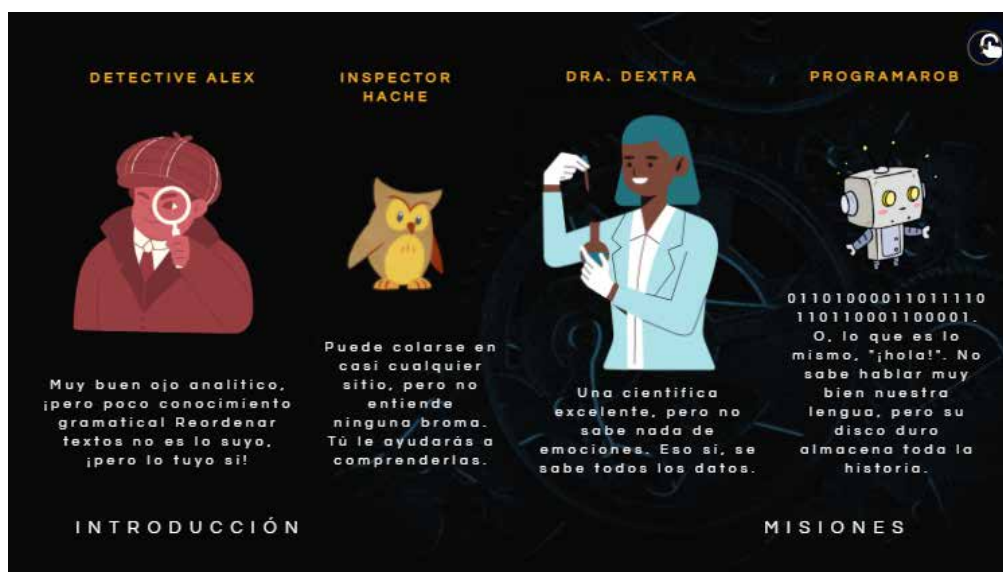 DETECTIVE ALEX
Muy buen ojo analítico,
¡pero poco conocimiento
gramatical Reordenar
textos no es lo suyo,
¡pero lo tuyo sí!
INSPECTOR
HACHE
Puede colarse en
casi cualquier
sitio, pero no
entiende
ninguna broma.
Tú le ayudarás a
comprenderlas.
DRA. DEXTRA
Una científica
excelente, pero no
sabe nada de
emociones. Eso sí, se
sabe todos los datos.
PROGRAMAROB
01101000011011110
110110001100001.
O, lo que es lo
mismo, "¡hola!". No
sabe hablar muy
bien nuestra
lengua, pero su
disco duro
almacena toda la
historia.
INTRODUCCIÓN
MISIONES